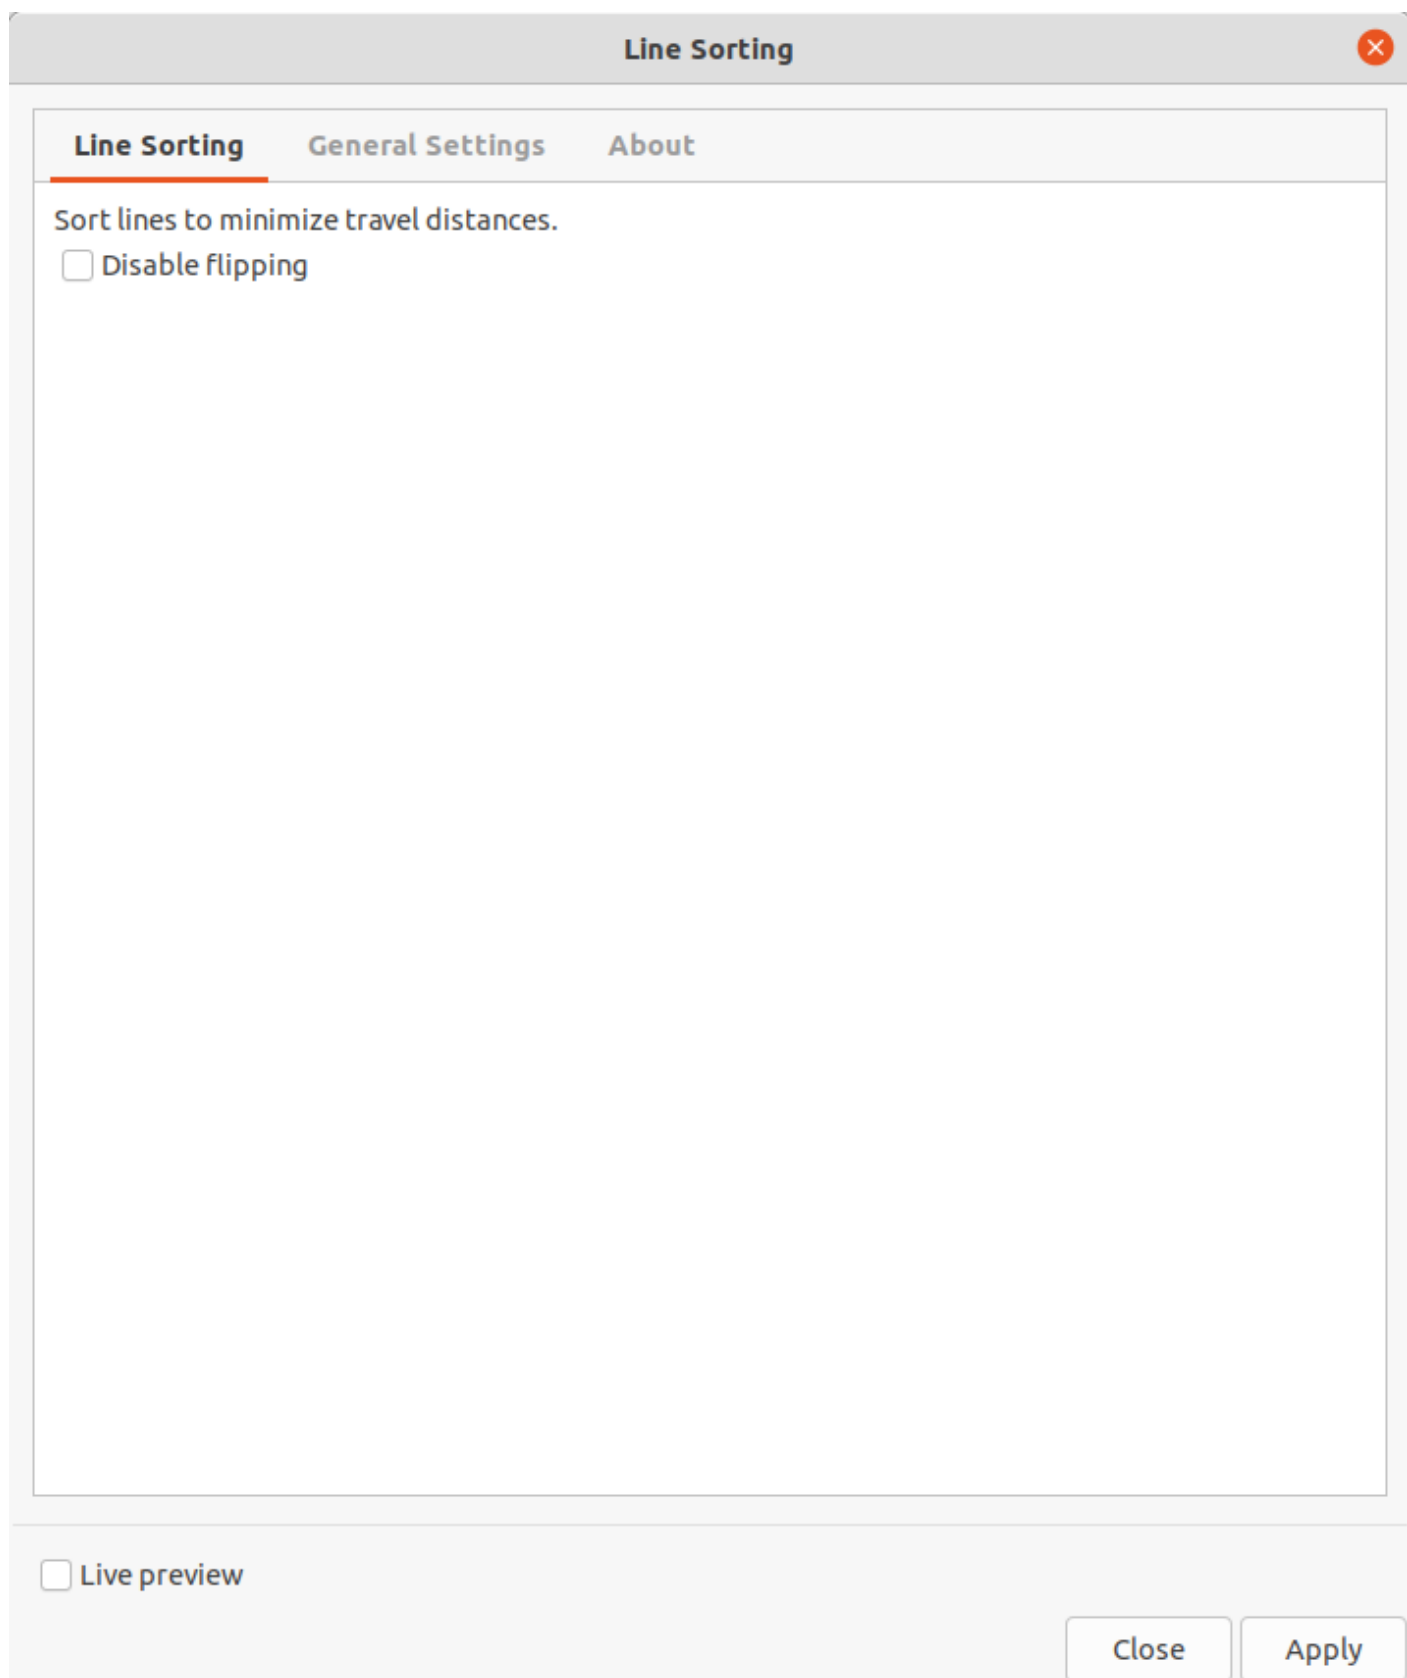 Line Sorting
Line Sorting General Settings About
Sort lines to minimize travel distances.
Disable flipping
Live preview
Close Apply